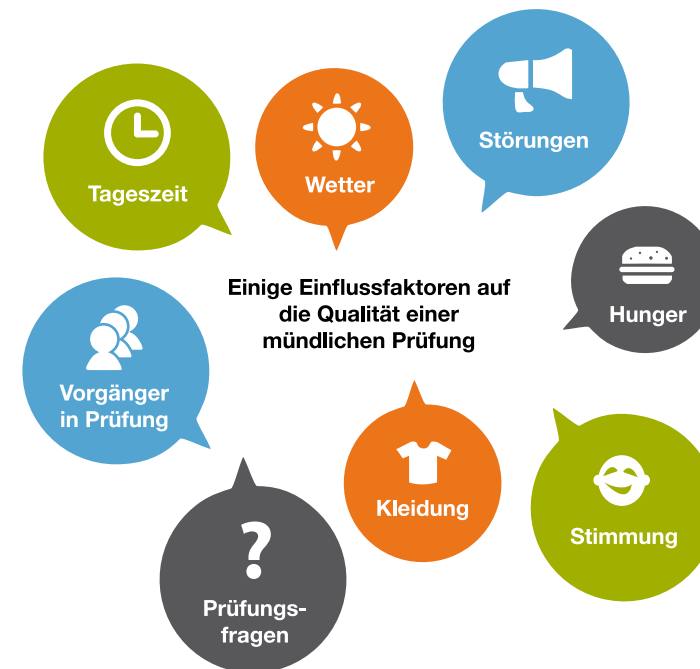 Störungen
Tageszeit
Wetter
Einige Einflussfaktoren auf
die Qualität einer
mündlichen Prüfung
Hunger
Vorgänger
in Prüfung
Kleidung
Stimmung
?
Prüfungs-
fragen